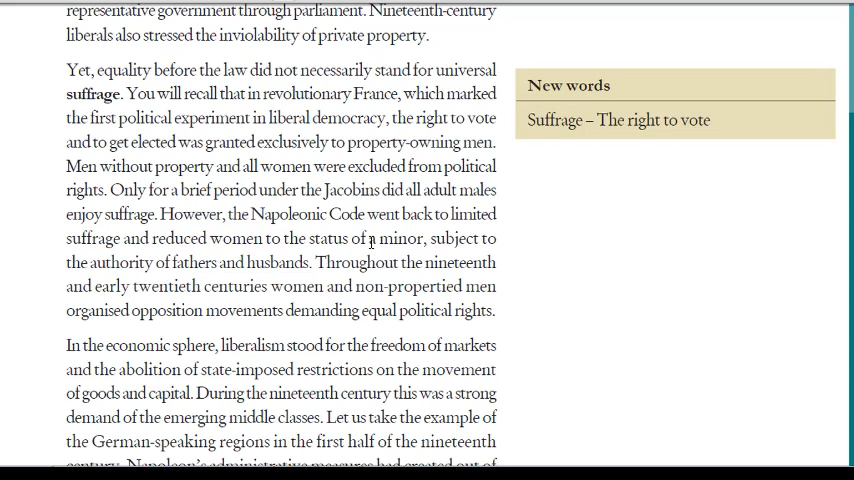 representative government through parliament. Nineteenth-century
liberals also stressed the inviolability of private property.
Yet, equality before the law did not necessarily stand for universal
suffrage. You will recall that in revolutionary France, which marked
the first political experiment in liberal democracy, the right to vote
and to get elected was granted exclusively to property-owning men.
Men without property and all women were excluded from political
rights. Only for a brief period under the Jacobins did all adult males
enjoy suffrage. However, the Napoleonic Code went back to limited
suffrage and reduced women to the status of a minor, subject to
the authority of fathers and husbands. Throughout the nineteenth
and early twentieth centuries women and non-propertied men
organised opposition movements demanding equal political rights.
In the economic sphere, liberalism stood for the freedom of markets
and the abolition of state-imposed restrictions on the movement
of goods and capital. During the nineteenth century this was a strong
demand of the emerging middle classes. Let us take the example of
the German-speaking regions in the first half of the nineteenth
century. Napoleon's administrative measures had created out of
New words
Suffrage – The right to vote